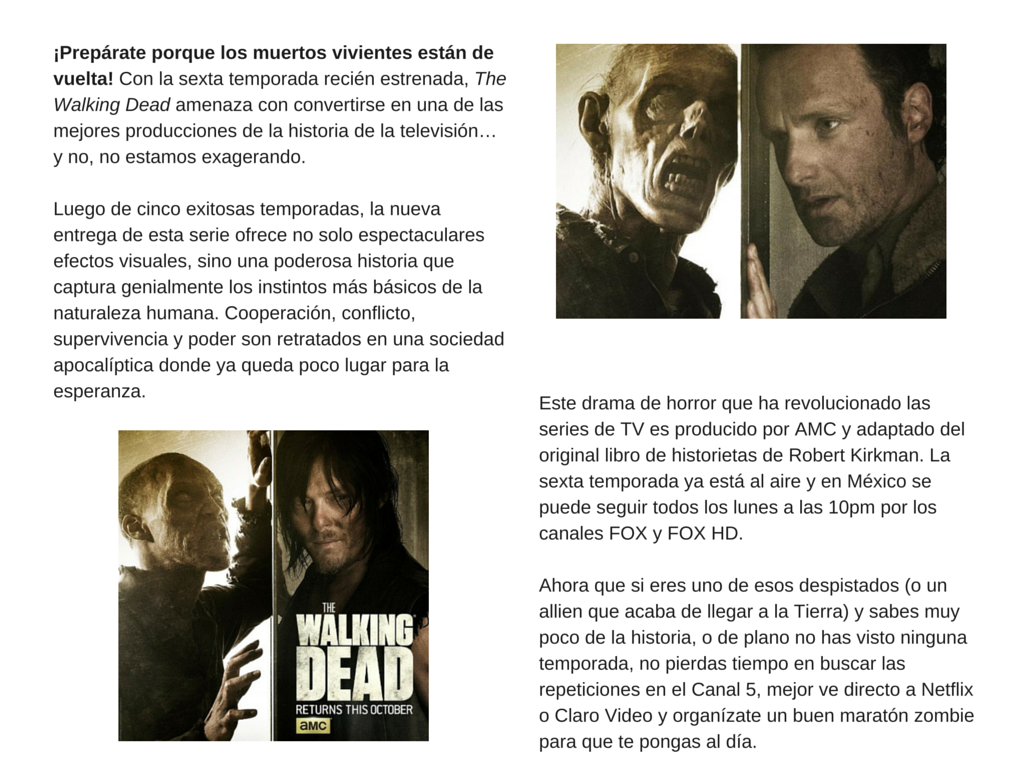 ¡Prepárate porque los muertos vivientes están de
vuelta! Con la sexta temporada recién estrenada, The
Walking Dead amenaza con convertirse en una de las
mejores producciones de la historia de la televisión…
y no, no estamos exagerando.
Luego de cinco exitosas temporadas, la nueva
entrega de esta serie ofrece no solo espectaculares
efectos visuales, sino una poderosa historia que
captura genialmente los instintos más básicos de la
naturaleza humana. Cooperación, conflicto,
supervivencia y poder son retratados en una sociedad
apocalíptica donde ya queda poco lugar para la
esperanza.
THE
WALKING
DEAD
RETURNS THIS OCTOBER
aMC
Este drama de horror que ha revolucionado las
series de TV es producido por AMC y adaptado del
original libro de historietas de Robert Kirkman. La
sexta temporada ya está al aire y en México se
puede seguir todos los lunes a las 10pm por los
canales FOX y FOX HD.
Ahora que si eres uno de esos despistados (o un
allien que acaba de llegar a la Tierra) y sabes muy
poco de la historia, o de plano no has visto ninguna
temporada, no pierdas tiempo en buscar las
repeticiones en el Canal 5, mejor ve directo a Netflix
o Claro Video y organízate un buen maratón zombie
para que te pongas al día.